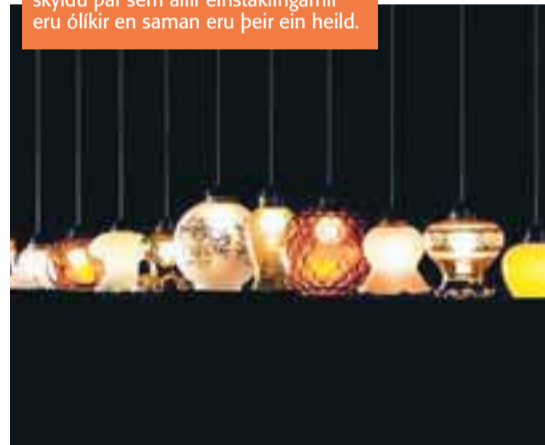 skyldu þar sem allir einstaklingarnir
eru ólíkir en saman eru þeir ein heild.